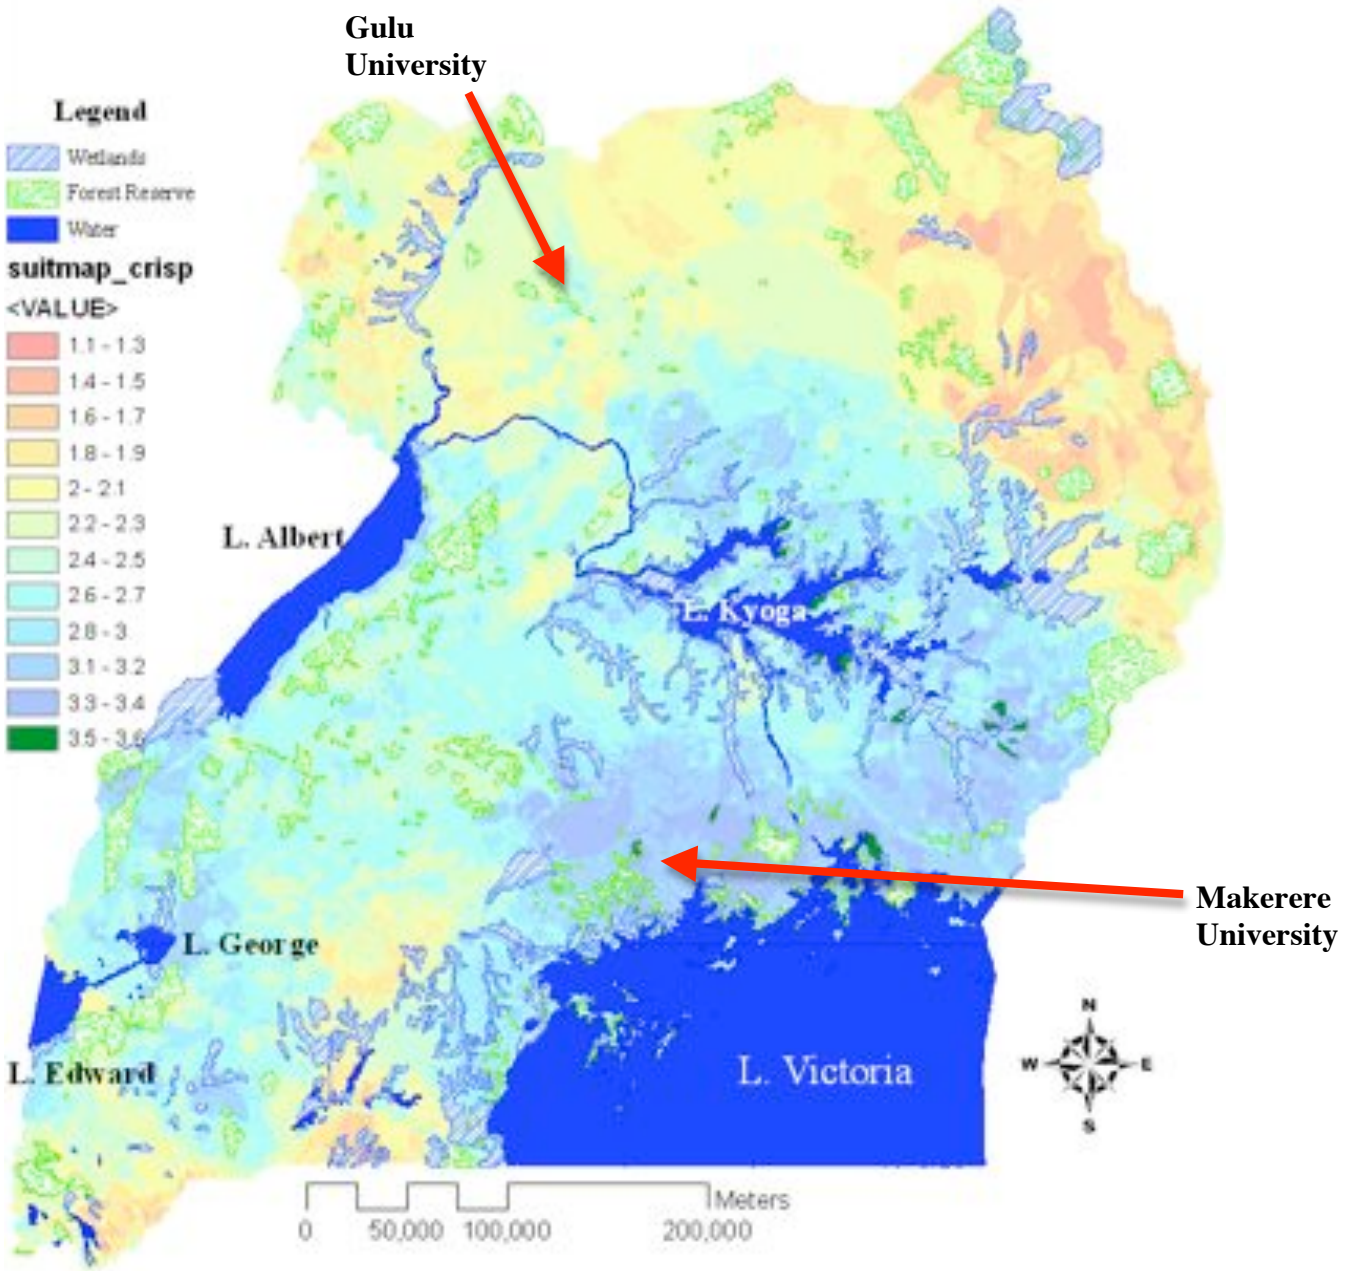 Gulu
University
Legend
Wetlands
Forest Reserve
Water
suitmap_crisp
<VALUE>
1.1 - 1.3
1.4 - 1.5
1.6 - 1.7
1.8 - 1.9
2 - 2.1
2.2 - 2.3
2.4 - 2.5
2.6 - 2.7
2.8 - 3
3.1 - 3.2
3.3 - 3.4
3.5 - 3.6
L. Albert
L. Kyoga
L. George
L. Edward
L. Victoria
Makerere
University
N
W E
S
Meters
0 50,000 100,000 200,000